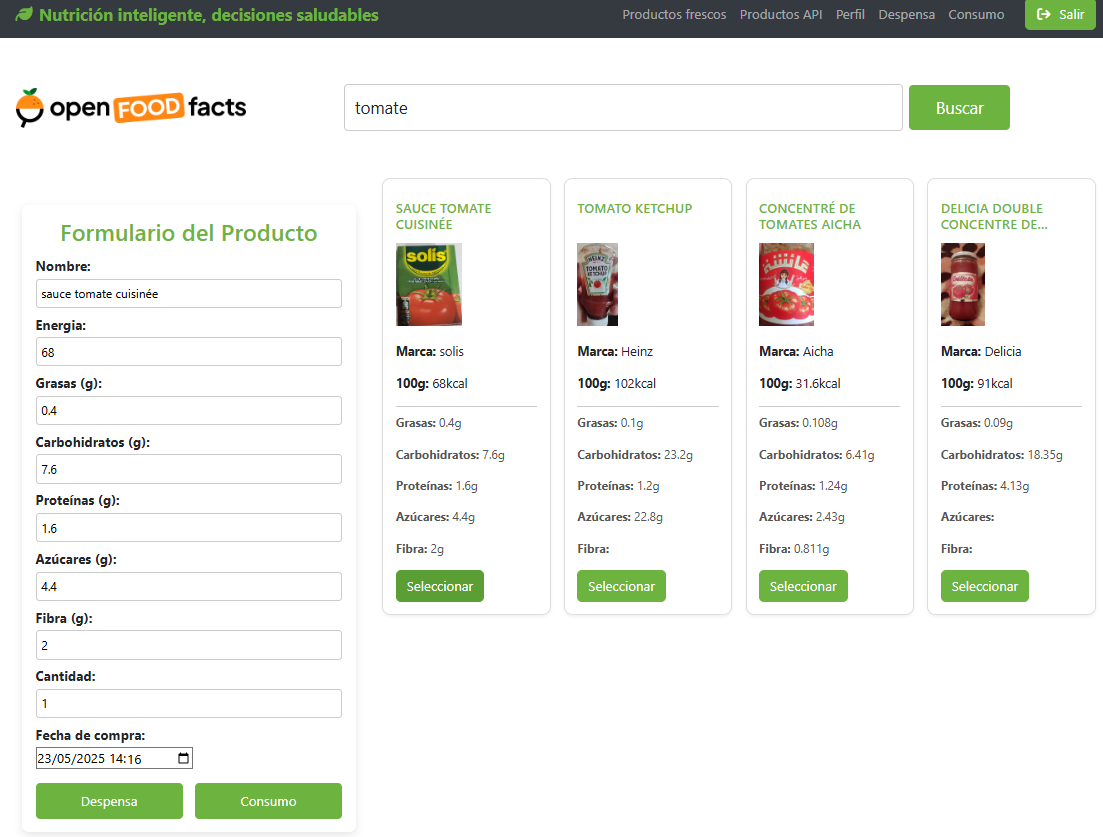 Nutrición inteligente, decisiones saludables
Productos frescos Productos API Perfil Despensa Consumo Salir
open FOOD facts
tomate
Buscar
Formulario del Producto
Nombre:
sauce tomate cuisinée
Energia:
68
Grasas (g):
0.4
Carbohidratos (g):
7.6
Proteínas (g):
1.6
Azúcares (g):
4.4
Fibra (g):
2
Cantidad:
1
Fecha de compra:
23/05/2025 14:16
Despensa
Consumo
SAUCE TOMATE
CUISINÉE
solis
Marca: solis
100g: 68kcal
Grasas: 0.4g
Carbohidratos: 7.6g
Proteínas: 1.6g
Azúcares: 4.4g
Fibra: 2g
Seleccionar
TOMATO KETCHUP
HEINZ
TOMATO
KETCHUP
Marca: Heinz
100g: 102kcal
Grasas: 0.1g
Carbohidratos: 23.2g
Proteínas: 1.2g
Azúcares: 22.8g
Fibra:
Seleccionar
CONCENTRÉ DE
TOMATES AICHA
عائشة
Marca: Aicha
100g: 31.6kcal
Grasas: 0.108g
Carbohidratos: 6.41g
Proteínas: 1.24g
Azúcares: 2.43g
Fibra: 0.811g
Seleccionar
DELICIA DOUBLE
CONCENTRE DE...
Marca: Delicia
100g: 91kcal
Grasas: 0.09g
Carbohidratos: 18.35g
Proteínas: 4.13g
Azúcares:
Fibra:
Seleccionar